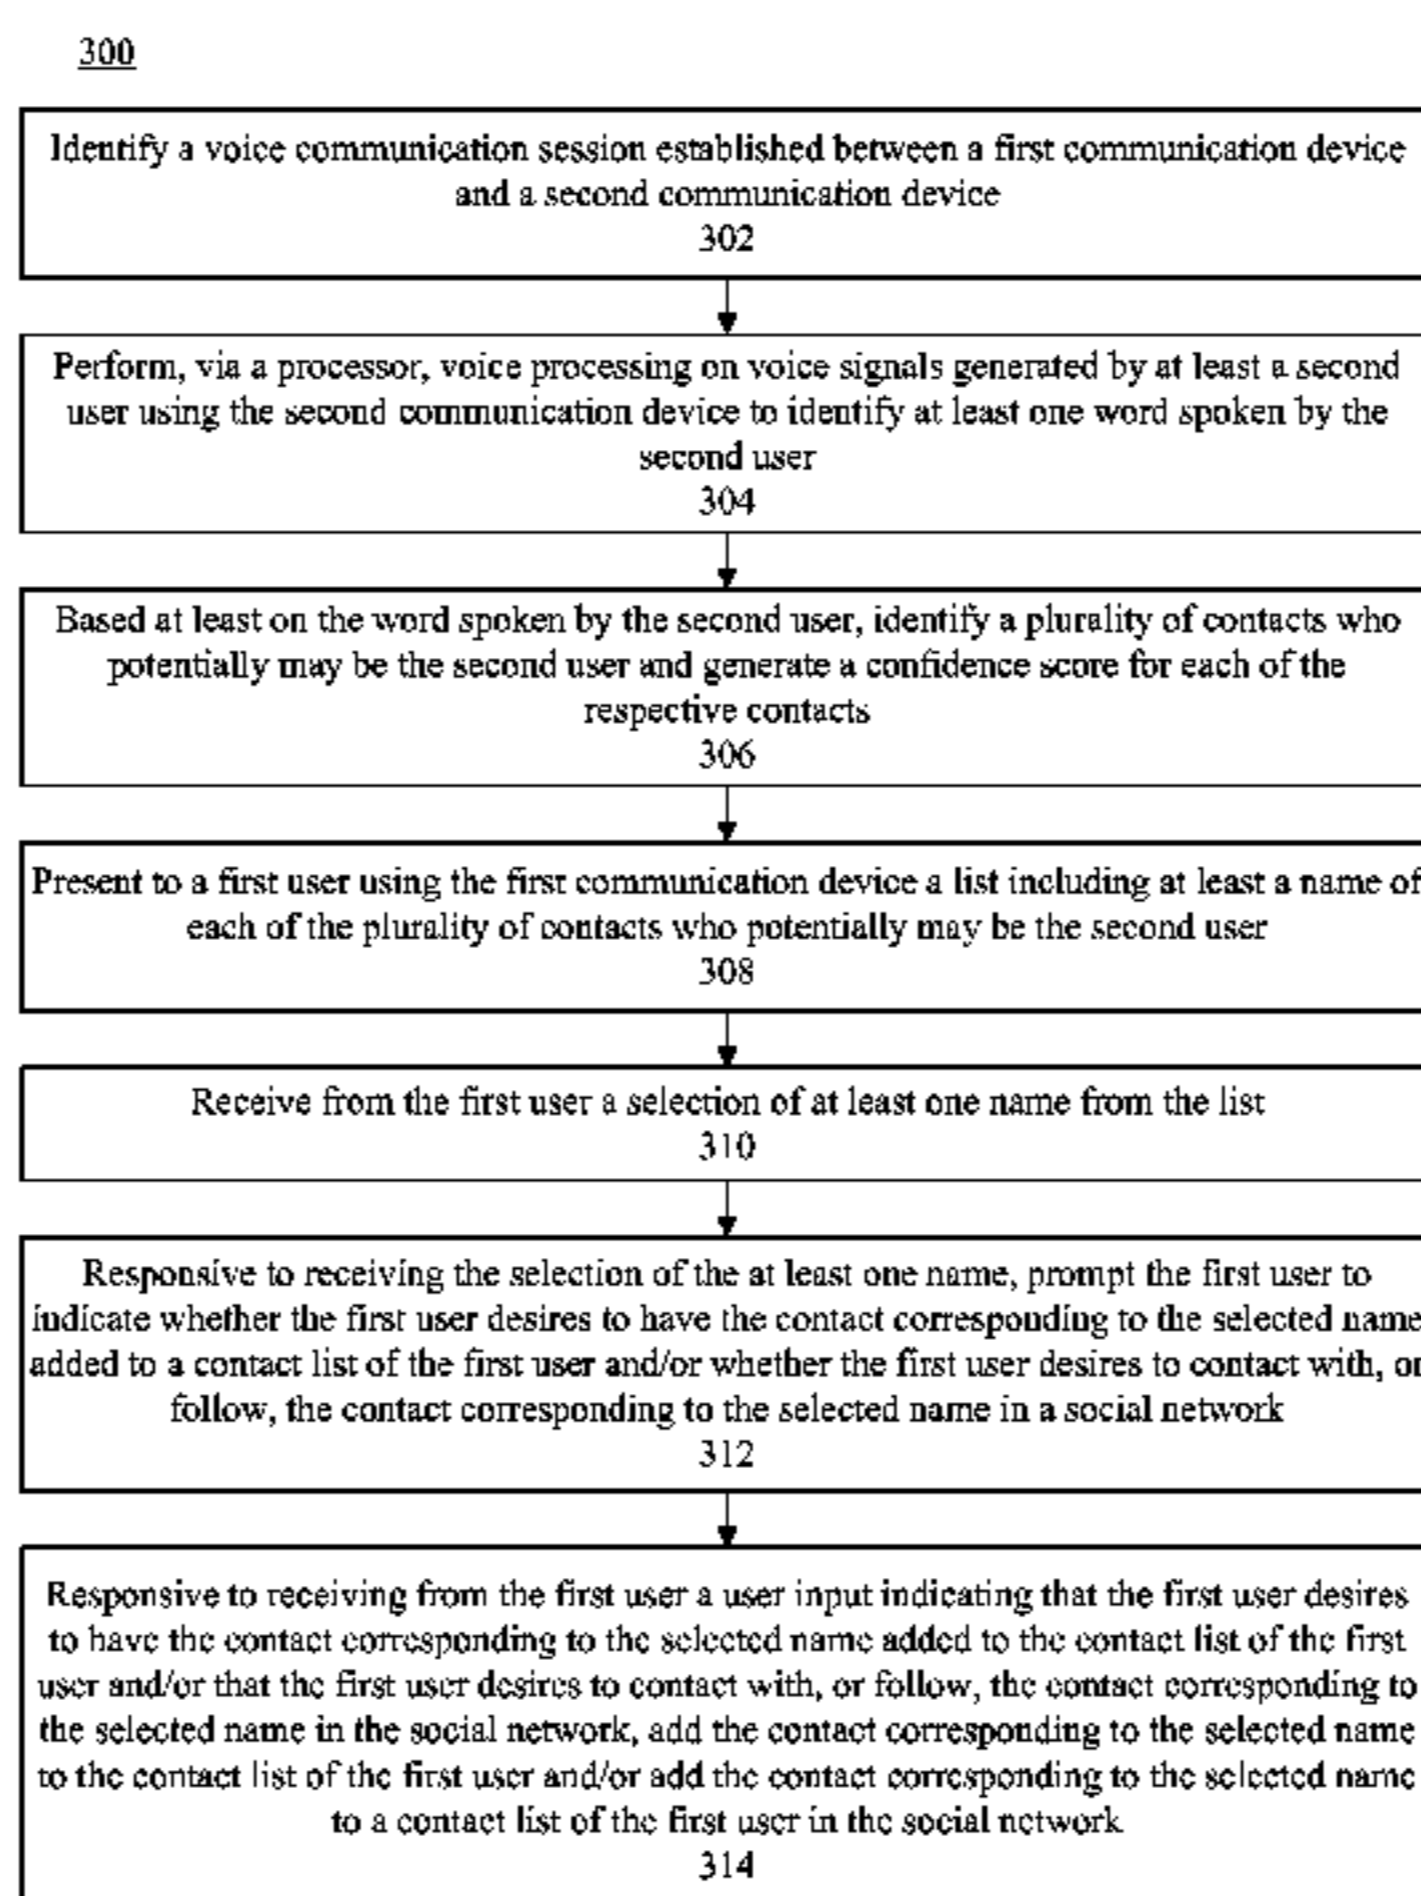 300
Identify a voice communication session established between a first communication device
and a second communication device
302
Perform, via a processor, voice processing on voice signals generated by at least a second
user using the second communication device to identify at least one word spoken by the
second user
304
Based at least on the word spoken by the second user, identify a plurality of contacts who
potentially may be the second user and generate a confidence score for each of the
respective contacts
306
Present to a first user using the first communication device a list including at least a name of
each of the plurality of contacts who potentially may be the second user
308
Receive from the first user a selection of at least one name from the list
310
Responsive to receiving the selection of the at least one name, prompt the first user to
indicate whether the first user desires to have the contact corresponding to the selected name
added to a contact list of the first user and/or whether the first user desires to contact with, or
follow, the contact corresponding to the selected name in a social network
312
Responsive to receiving from the first user a user input indicating that the first user desires
to have the contact corresponding to the selected name added to the contact list of the first
user and/or that the first user desires to contact with, or follow, the contact corresponding to
the selected name in the social network, add the contact corresponding to the selected name
to the contact list of the first user and/or add the contact corresponding to the selected name
to a contact list of the first user in the social network
314